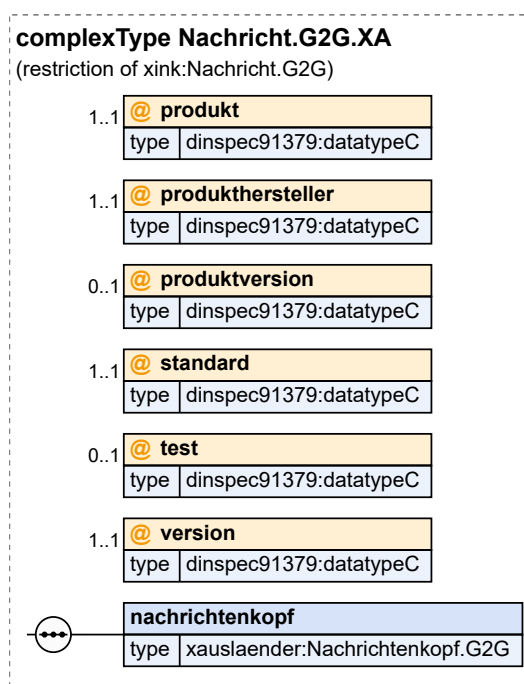 complexType Nachricht.G2G.XA
(restriction of xink:Nachricht.G2G)
1..1 @ produkt
type dinspec91379:datatypeC
1..1 @ produkthersteller
type dinspec91379:datatypeC
0..1 @ produktversion
type dinspec91379:datatypeC
1..1 @ standard
type dinspec91379:datatypeC
0..1 @ test
type dinspec91379:datatypeC
1..1 @ version
type dinspec91379:datatypeC
nachrichtenkopf
type xauslaender:Nachrichtenkopf.G2G